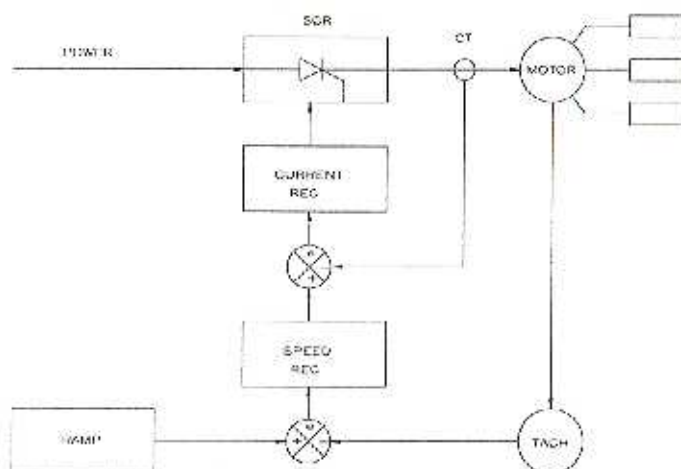 SCR
CT
POWER
MOTOR
CURRENT
REG
SPEED
REG
RAMP
TACH